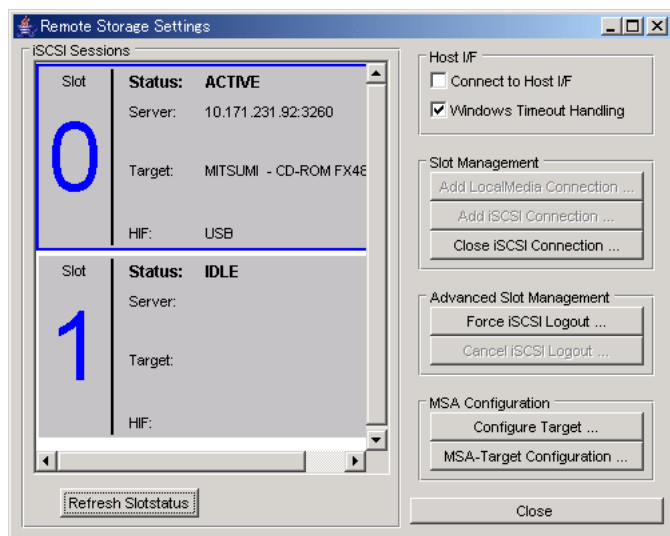 Remote Storage Settings
iSCSI Sessions
Slot
0
Status: ACTIVE
Server: 10.171.231.92:3260
Target: MITSUMI - CD-ROM FX48
HIF: USB
Slot
1
Status: IDLE
Server:
Target:
HIF:
Refresh Slotstatus
Host I/F
Connect to Host I/F
Windows Timeout Handling
Slot Management
Add LocalMedia Connection ...
Add iSCSI Connection ...
Close iSCSI Connection ...
Advanced Slot Management
Force iSCSI Logout ...
Cancel iSCSI Logout ...
MSA Configuration
Configure Target ...
MSA-Target Configuration ...
Close